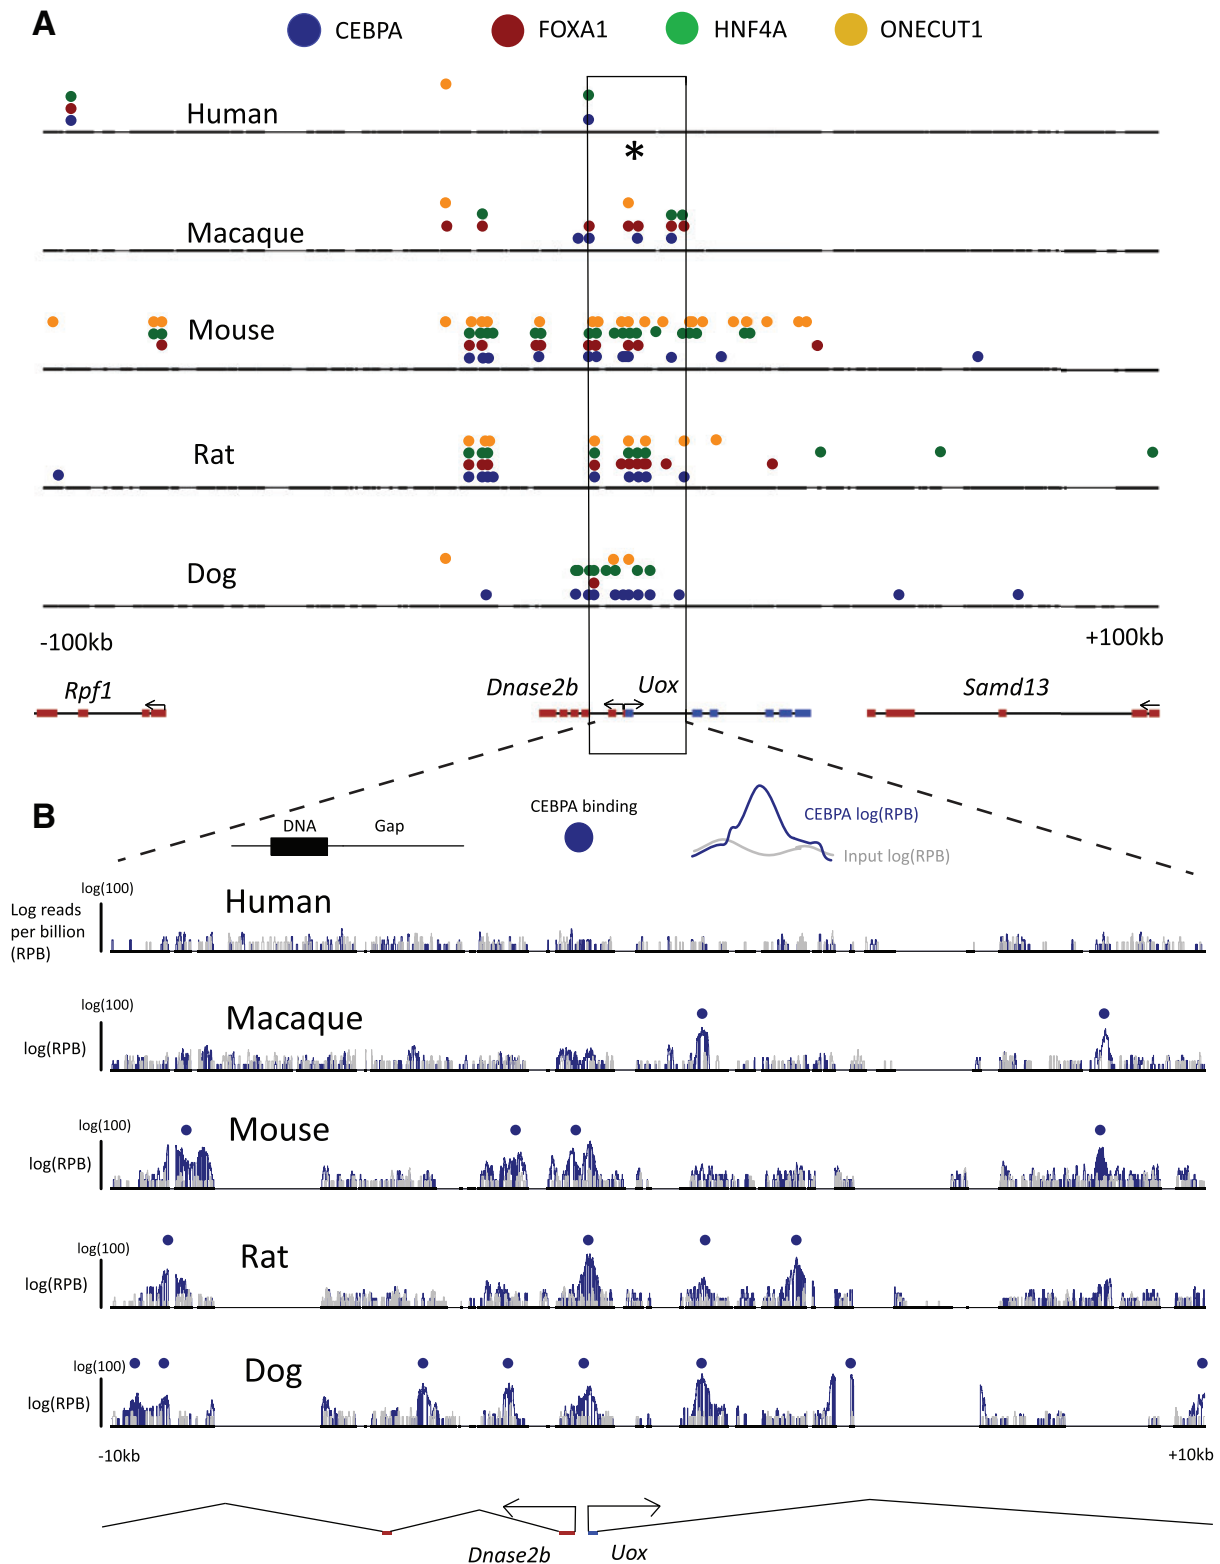 A
CEBPA
FOXA1
HNF4A
ONECUT1
Human
*
Macaque
Mouse
Rat
Dog
-100kb
+100kb
Rpf1
Dnase2b
Uox
Samd13
B
DNA
Gap
CEBPA binding
CEBPA log(RPB)
Input log(RPB)
log(100)
Human
Log reads
per billion
(RPB)
log(100)
Macaque
log(RPB)
log(100)
Mouse
log(RPB)
log(100)
Rat
log(RPB)
log(100)
Dog
log(RPB)
-10kb
+10kb
Dnase2b
Uox